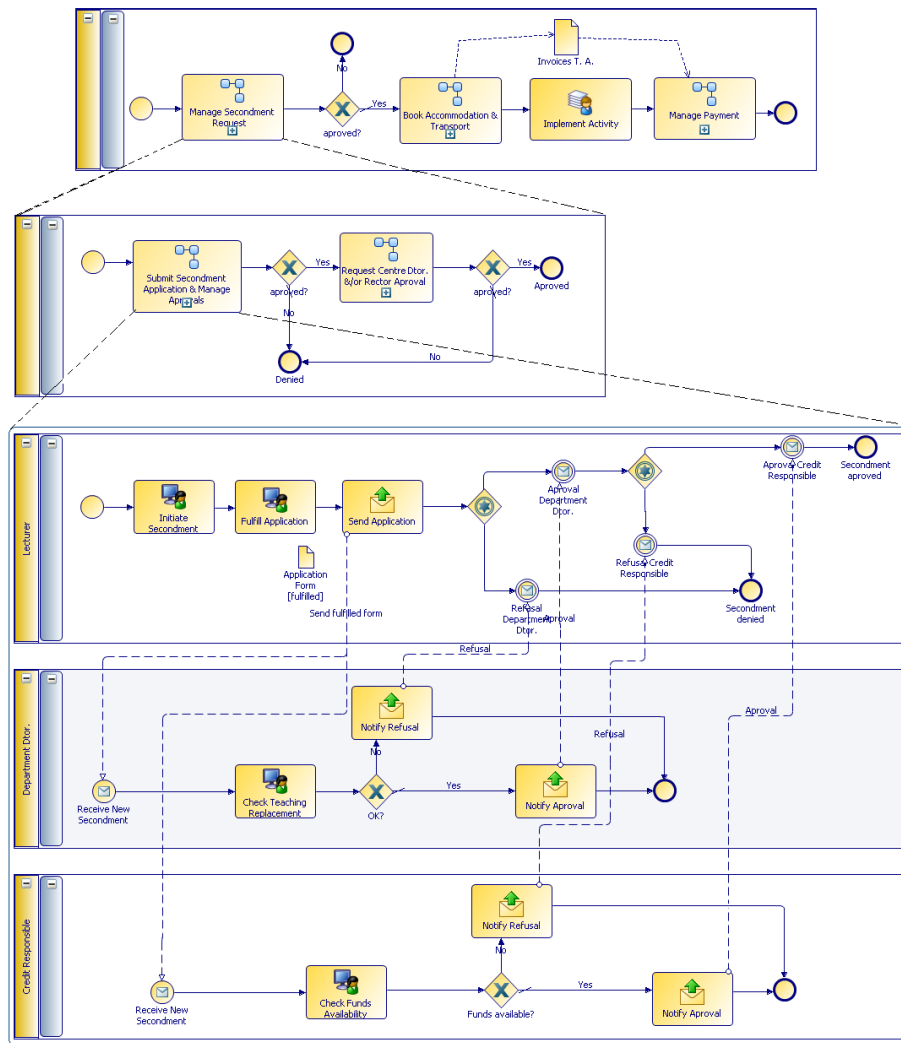 No
Invoices T. A.
Manage Secondment
Request
aproved?
Yes
Book Accommodation &
Transport
Implement Activity
Manage Payment
Submit Secondment
Application & Manage
Aprovals
aproved?
Yes
No
Request Centre Dtor.
&/or Rector Aproval
aproved?
Yes
Aproved
No
Denied
Lecturer
Initiate
Secondment
Fulfill Application
Send Application
Application
Form
[fulfilled]
Send fulfilled form
Aproval
Department
Dtor.
Refusal
Department
Dtor.
Aproval
Refusal Credit
Responsible
Aproval Credit
Responsible
Secondment
aproved
Secondment
denied
Refusal
Department Dtor.
Receive New
Secondment
Check Teaching
Replacement
OK?
No
Notify Refusal
Yes
Notify Aproval
Refusal
Aproval
Credit Responsible
Receive New
Secondment
Check Funds
Availability
Funds available?
No
Notify Refusal
Yes
Notify Aproval